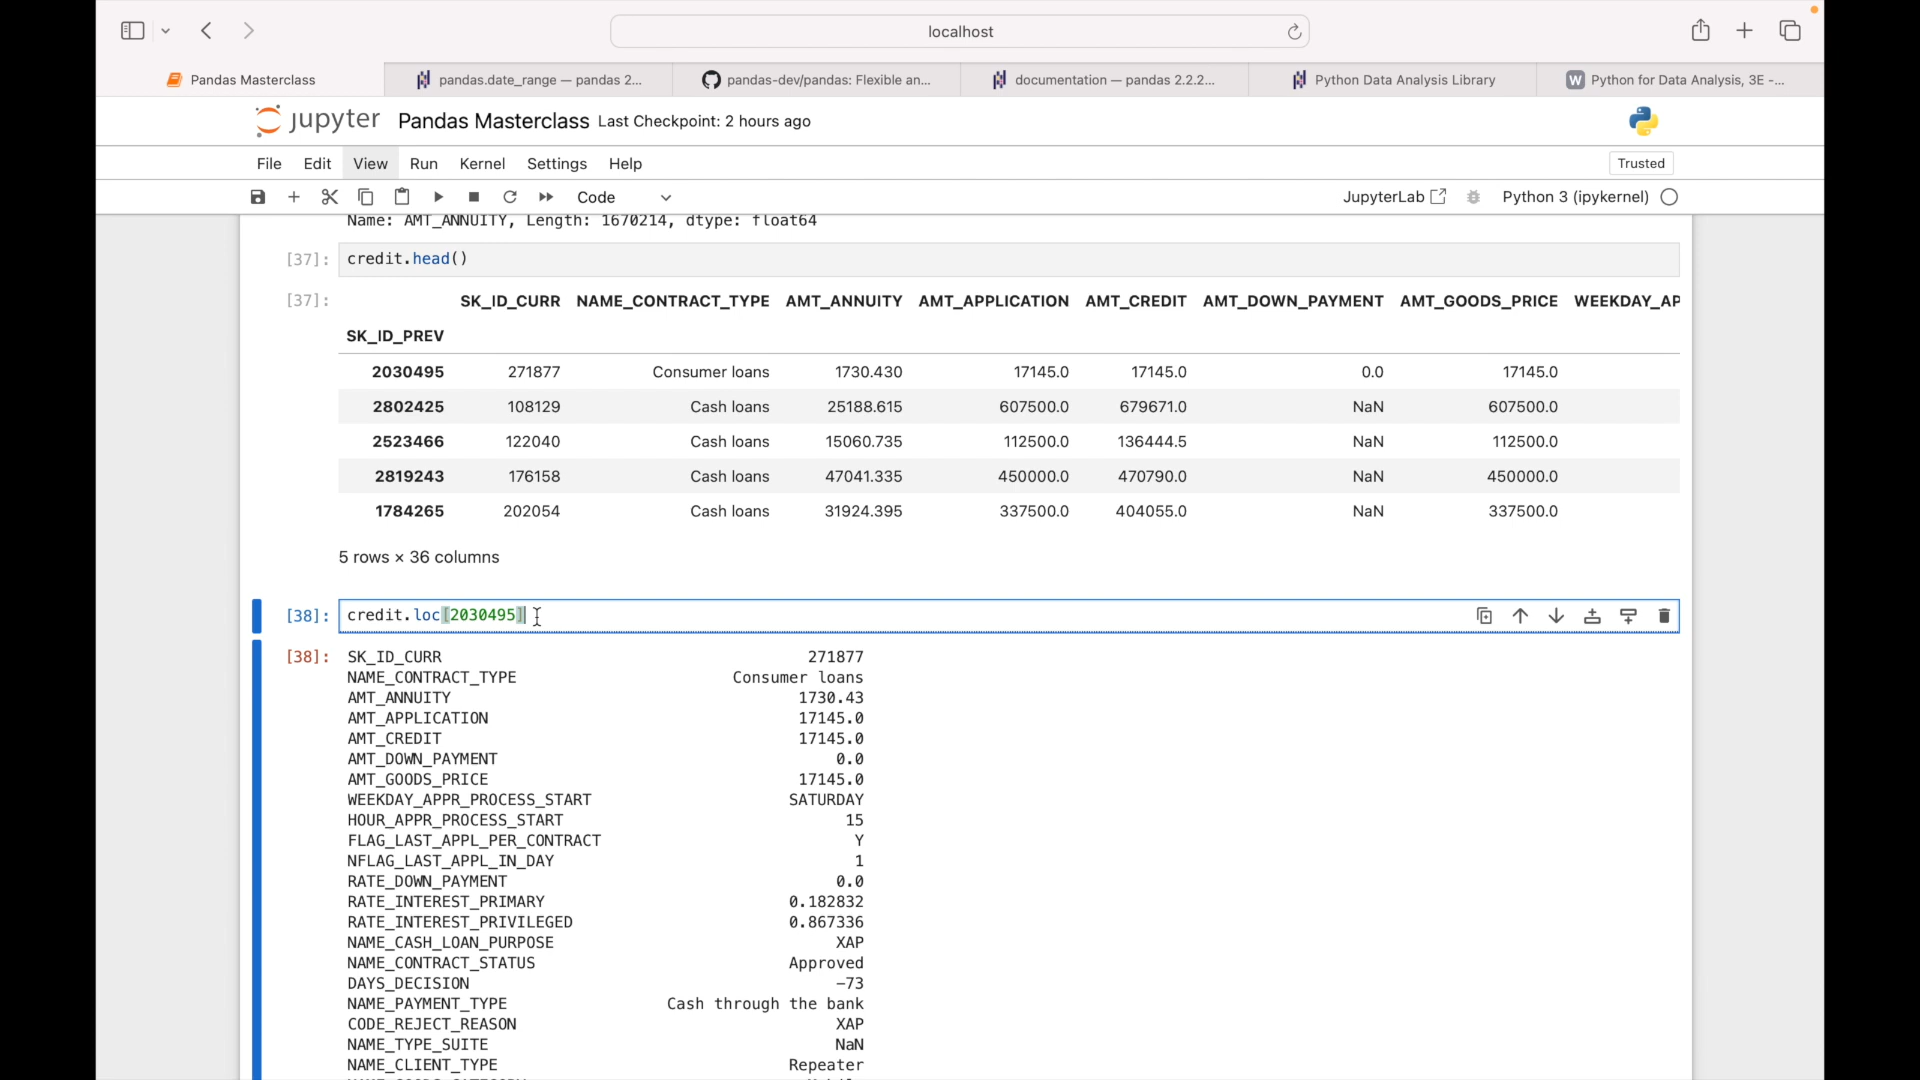 localhost
Pandas Masterclass
pandas.date_range — pandas 2...
pandas-dev/pandas: Flexible an...
documentation — pandas 2.2.2...
Python Data Analysis Library
W Python for Data Analysis, 3E -...
jupyter Pandas Masterclass Last Checkpoint: 2 hours ago
File Edit View Run Kernel Settings Help
Trusted
Code
JupyterLab
Python 3 (ipykernel)
Name: AMT_ANNUITY, Length: 1670214, dtype: float64
[37]: credit.head()
[37]: SK_ID_CURR NAME_CONTRACT_TYPE AMT_ANNUITY AMT_APPLICATION AMT_CREDIT AMT_DOWN_PAYMENT AMT_GOODS_PRICE WEEKDAY_AP
SK_ID_PREV
2030495 271877 Consumer loans 1730.430 17145.0 17145.0 0.0 17145.0
2802425 108129 Cash loans 25188.615 607500.0 679671.0 NaN 607500.0
2523466 122040 Cash loans 15060.735 112500.0 136444.5 NaN 112500.0
2819243 176158 Cash loans 47041.335 450000.0 470790.0 NaN 450000.0
1784265 202054 Cash loans 31924.395 337500.0 404055.0 NaN 337500.0
5 rows × 36 columns
[38]: credit.loc[2030495]
[38]: SK_ID_CURR 271877
NAME_CONTRACT_TYPE Consumer loans
AMT_ANNUITY 1730.43
AMT_APPLICATION 17145.0
AMT_CREDIT 17145.0
AMT_DOWN_PAYMENT 0.0
AMT_GOODS_PRICE 17145.0
WEEKDAY_APPR_PROCESS_START SATURDAY
HOUR_APPR_PROCESS_START 15
FLAG_LAST_APPL_PER_CONTRACT Y
NFLAG_LAST_APPL_IN_DAY 1
RATE_DOWN_PAYMENT 0.0
RATE_INTEREST_PRIMARY 0.182832
RATE_INTEREST_PRIVILEGED 0.867336
NAME_CASH_LOAN_PURPOSE XAP
NAME_CONTRACT_STATUS Approved
DAYS_DECISION -73
NAME_PAYMENT_TYPE Cash through the bank
CODE_REJECT_REASON XAP
NAME_TYPE_SUITE NaN
NAME_CLIENT_TYPE Repeater